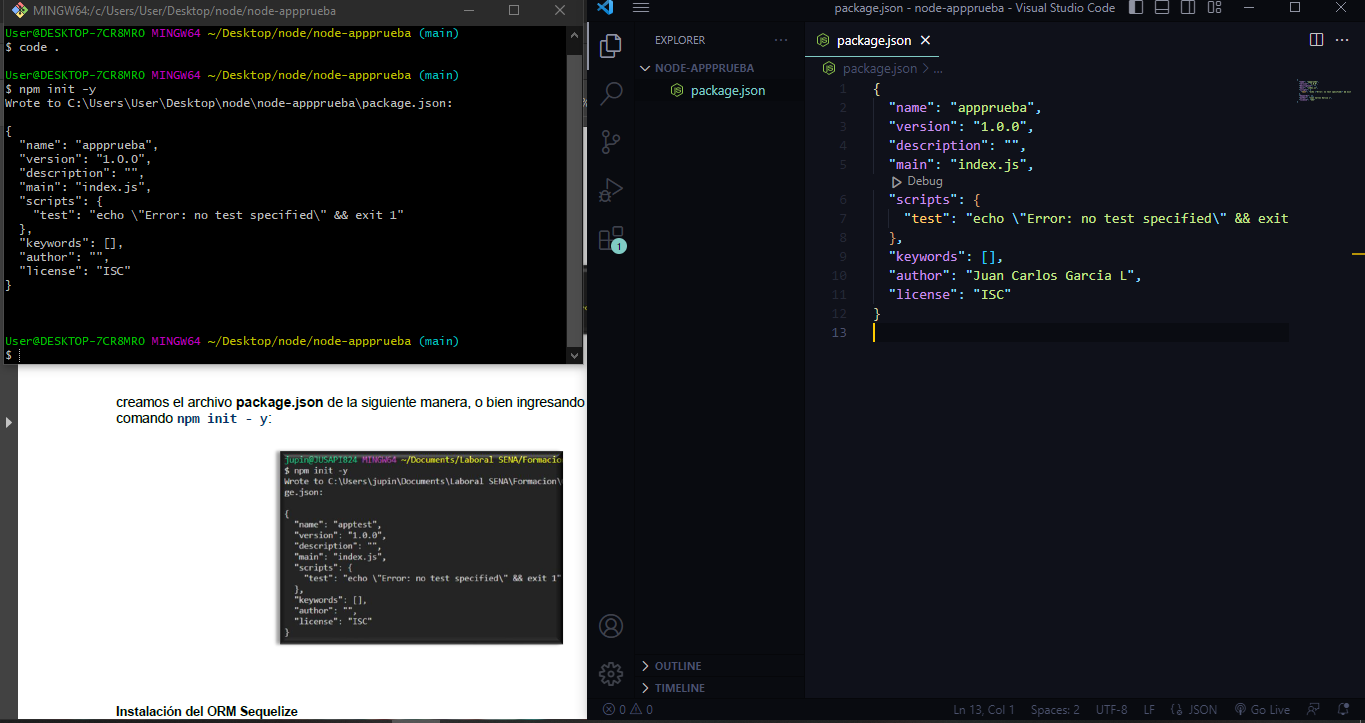 MINGW64:/c/Users/User/Desktop/node/node-appprueba
User@DESKTOP-7CR8MRO MINGW64 ~/Desktop/node/node-appprueba (main)
$ code .
User@DESKTOP-7CR8MRO MINGW64 ~/Desktop/node/node-appprueba (main)
$ npm init -y
Wrote to C:\Users\User\Desktop\node\node-appprueba\package.json:
{
  "name": "appprueba",
  "version": "1.0.0",
  "description": "",
  "main": "index.js",
  "scripts": {
    "test": "echo \"Error: no test specified\" && exit 1"
  },
  "keywords": [],
  "author": "",
  "license": "ISC"
}
User@DESKTOP-7CR8MRO MINGW64 ~/Desktop/node/node-appprueba (main)
$
creamos el archivo package.json de la siguiente manera, o bien ingresando
comando npm init - y:
jupin@JUSAPI824 MINGW64 ~/Documents/Laboral SENA/Formacion
$ npm init -y
Wrote to C:\Users\jupin\Documents\Laboral SENA\Formacion\
ge.json:
{
  "name": "apptest",
  "version": "1.0.0",
  "description": "",
  "main": "index.js",
  "scripts": {
    "test": "echo \"Error: no test specified\" && exit 1"
  },
  "keywords": [],
  "author": "",
  "license": "ISC"
}
Instalación del ORM Sequelize
package.json - node-appprueba - Visual Studio Code
EXPLORER
NODE-APPPRUEBA
package.json
1
OUTLINE
TIMELINE
package.json
package.json > ...
1 {
2   "name": "appprueba",
3   "version": "1.0.0",
4   "description": "",
5   "main": "index.js",
Debug
6   "scripts": {
7     "test": "echo \"Error: no test specified\" && exit
8   },
9   "keywords": [],
10   "author": "Juan Carlos Garcia L",
11   "license": "ISC"
12 }
13
0 0
Ln 13, Col 1 Spaces: 2 UTF-8 LF {} JSON Go Live